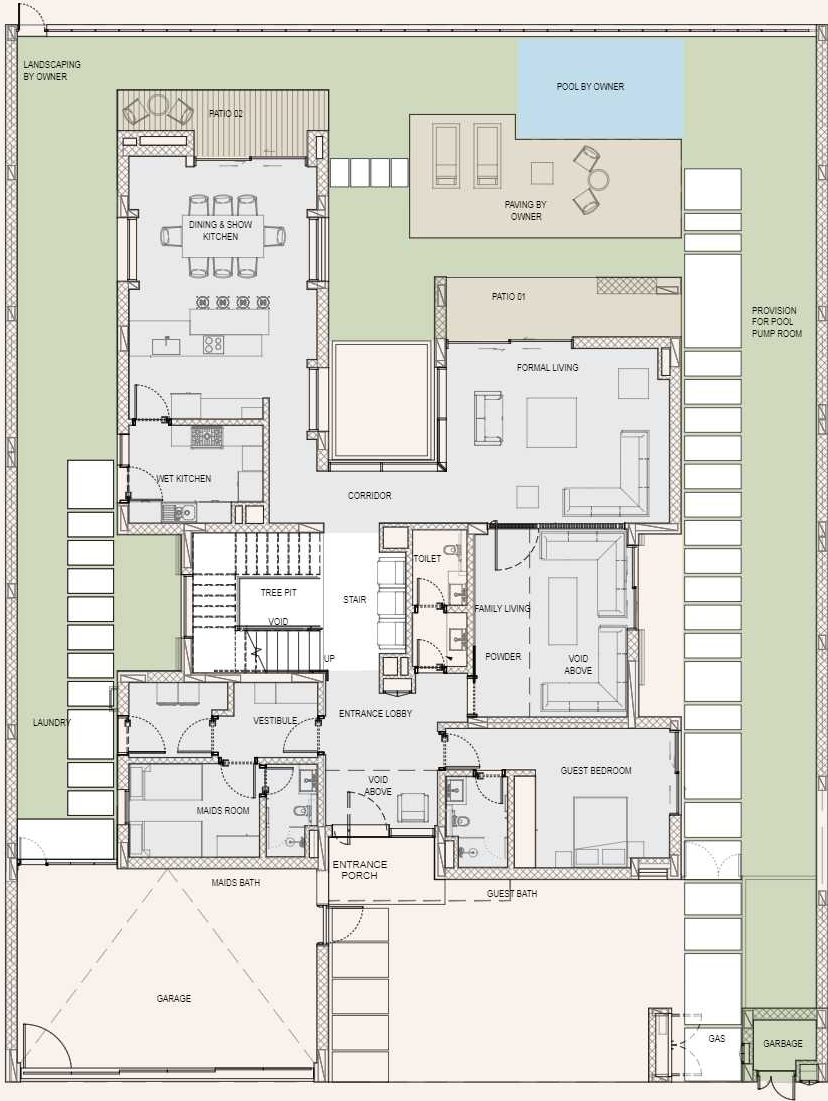 LANDSCAPING
BY OWNER
POOL BY OWNER
PATIO 02
PAVING BY
OWNER
DINING & SHOW
KITCHEN
PATIO 01
PROVISION
FOR POOL
PUMP ROOM
FORMAL LIVING
WET KITCHEN
CORRIDOR
TOILET
TREE PIT
STAIR
FAMILY LIVING
VOID
UP
POWDER
VOID
ABOVE
LAUNDRY
VESTIBULE
ENTRANCE LOBBY
GUEST BEDROOM
VOID
ABOVE
MAIDS ROOM
ENTRANCE
PORCH
MAIDS BATH
GUEST BATH
GARAGE
GAS
GARBAGE